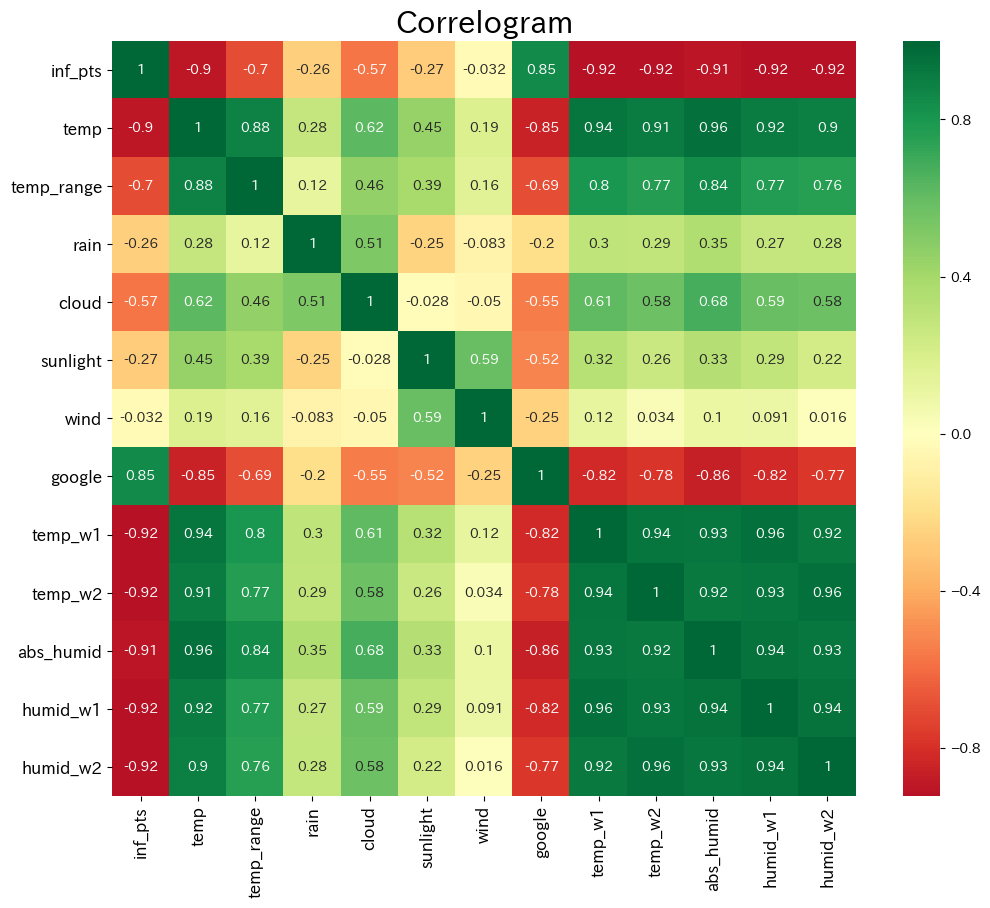 Correlogram
inf_pts 1 -0.9 -0.7 -0.26 -0.57 -0.27 -0.032 0.85 -0.92 -0.92 -0.91 -0.92 -0.92
temp -0.9 1 0.88 0.28 0.62 0.45 0.19 -0.85 0.94 0.91 0.96 0.92 0.9
temp_range -0.7 0.88 1 0.12 0.46 0.39 0.16 -0.69 0.8 0.77 0.84 0.77 0.76
rain -0.26 0.28 0.12 1 0.51 -0.25 -0.083 -0.2 0.3 0.29 0.35 0.27 0.28
cloud -0.57 0.62 0.46 0.51 1 -0.028 -0.05 -0.55 0.61 0.58 0.68 0.59 0.58
sunlight -0.27 0.45 0.39 -0.25 -0.028 1 0.59 -0.52 0.32 0.26 0.33 0.29 0.22
wind -0.032 0.19 0.16 -0.083 -0.05 0.59 1 -0.25 0.12 0.034 0.1 0.091 0.016
google 0.85 -0.85 -0.69 -0.2 -0.55 -0.52 -0.25 1 -0.82 -0.78 -0.86 -0.82 -0.77
temp_w1 -0.92 0.94 0.8 0.3 0.61 0.32 0.12 -0.82 1 0.94 0.93 0.96 0.92
temp_w2 -0.92 0.91 0.77 0.29 0.58 0.26 0.034 -0.78 0.94 1 0.92 0.93 0.96
abs_humid -0.91 0.96 0.84 0.35 0.68 0.33 0.1 -0.86 0.93 0.92 1 0.94 0.93
humid_w1 -0.92 0.92 0.77 0.27 0.59 0.29 0.091 -0.82 0.96 0.93 0.94 1 0.94
humid_w2 -0.92 0.9 0.76 0.28 0.58 0.22 0.016 -0.77 0.92 0.96 0.93 0.94 1
inf_pts temp temp_range rain cloud sunlight wind google temp_w1 temp_w2 abs_humid humid_w1 humid_w2
0.8
0.4
0.0
−0.4
−0.8